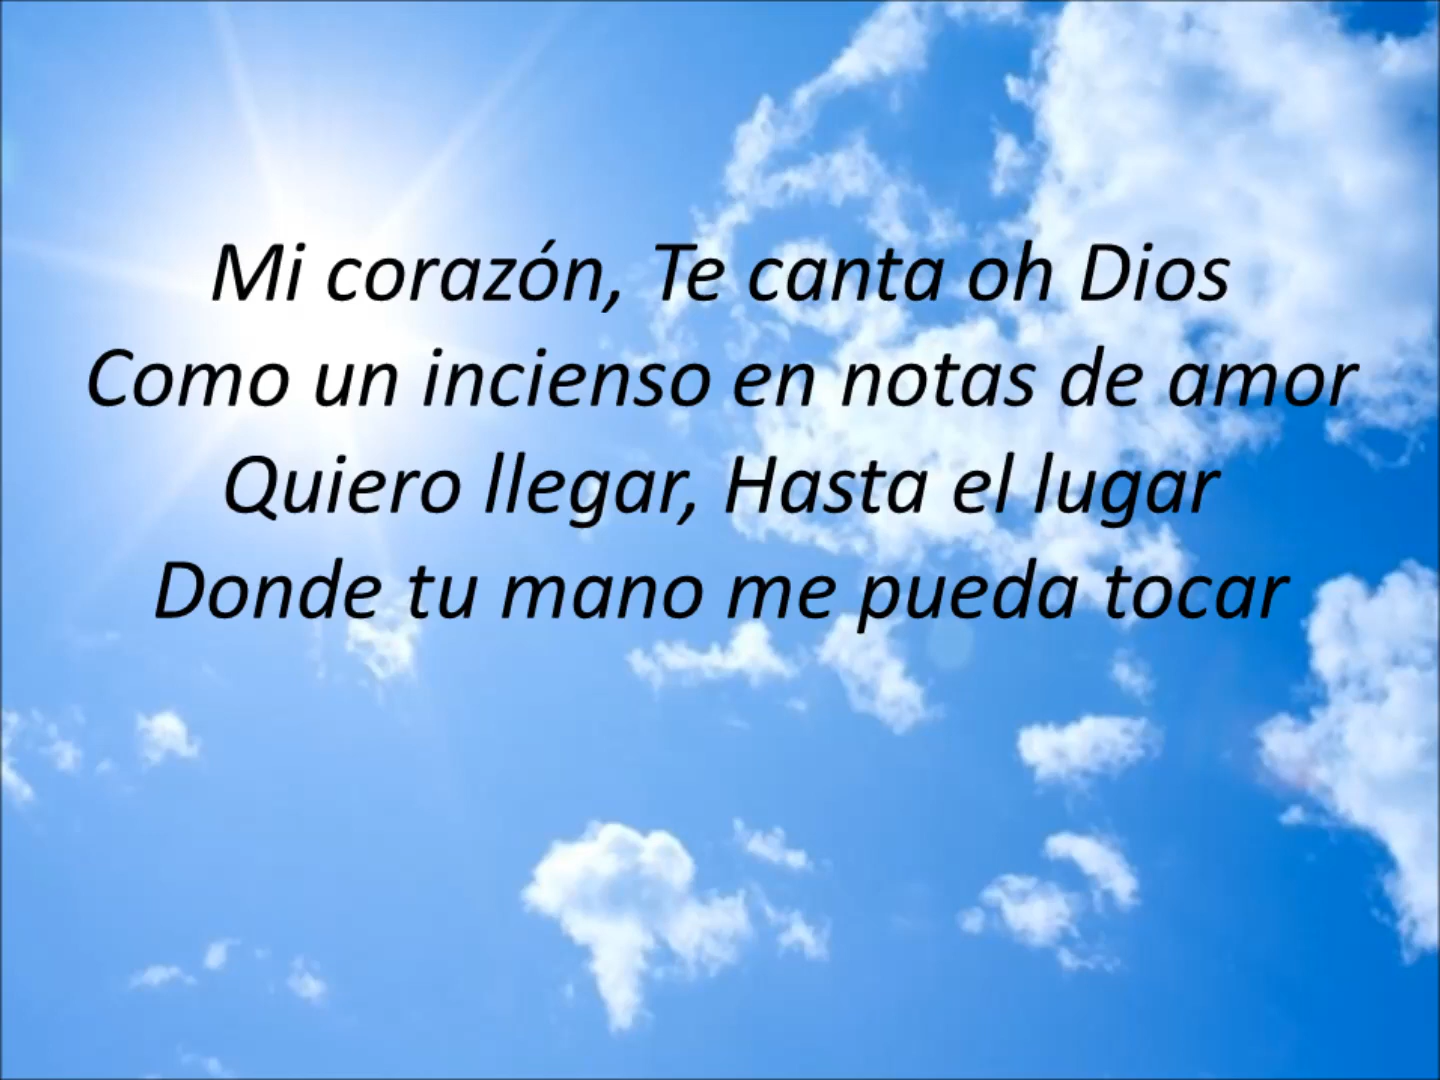 Mi corazón, Te canta oh Dios
Como un incienso en notas de amor
Quiero llegar, Hasta el lugar
Donde tu mano me pueda tocar